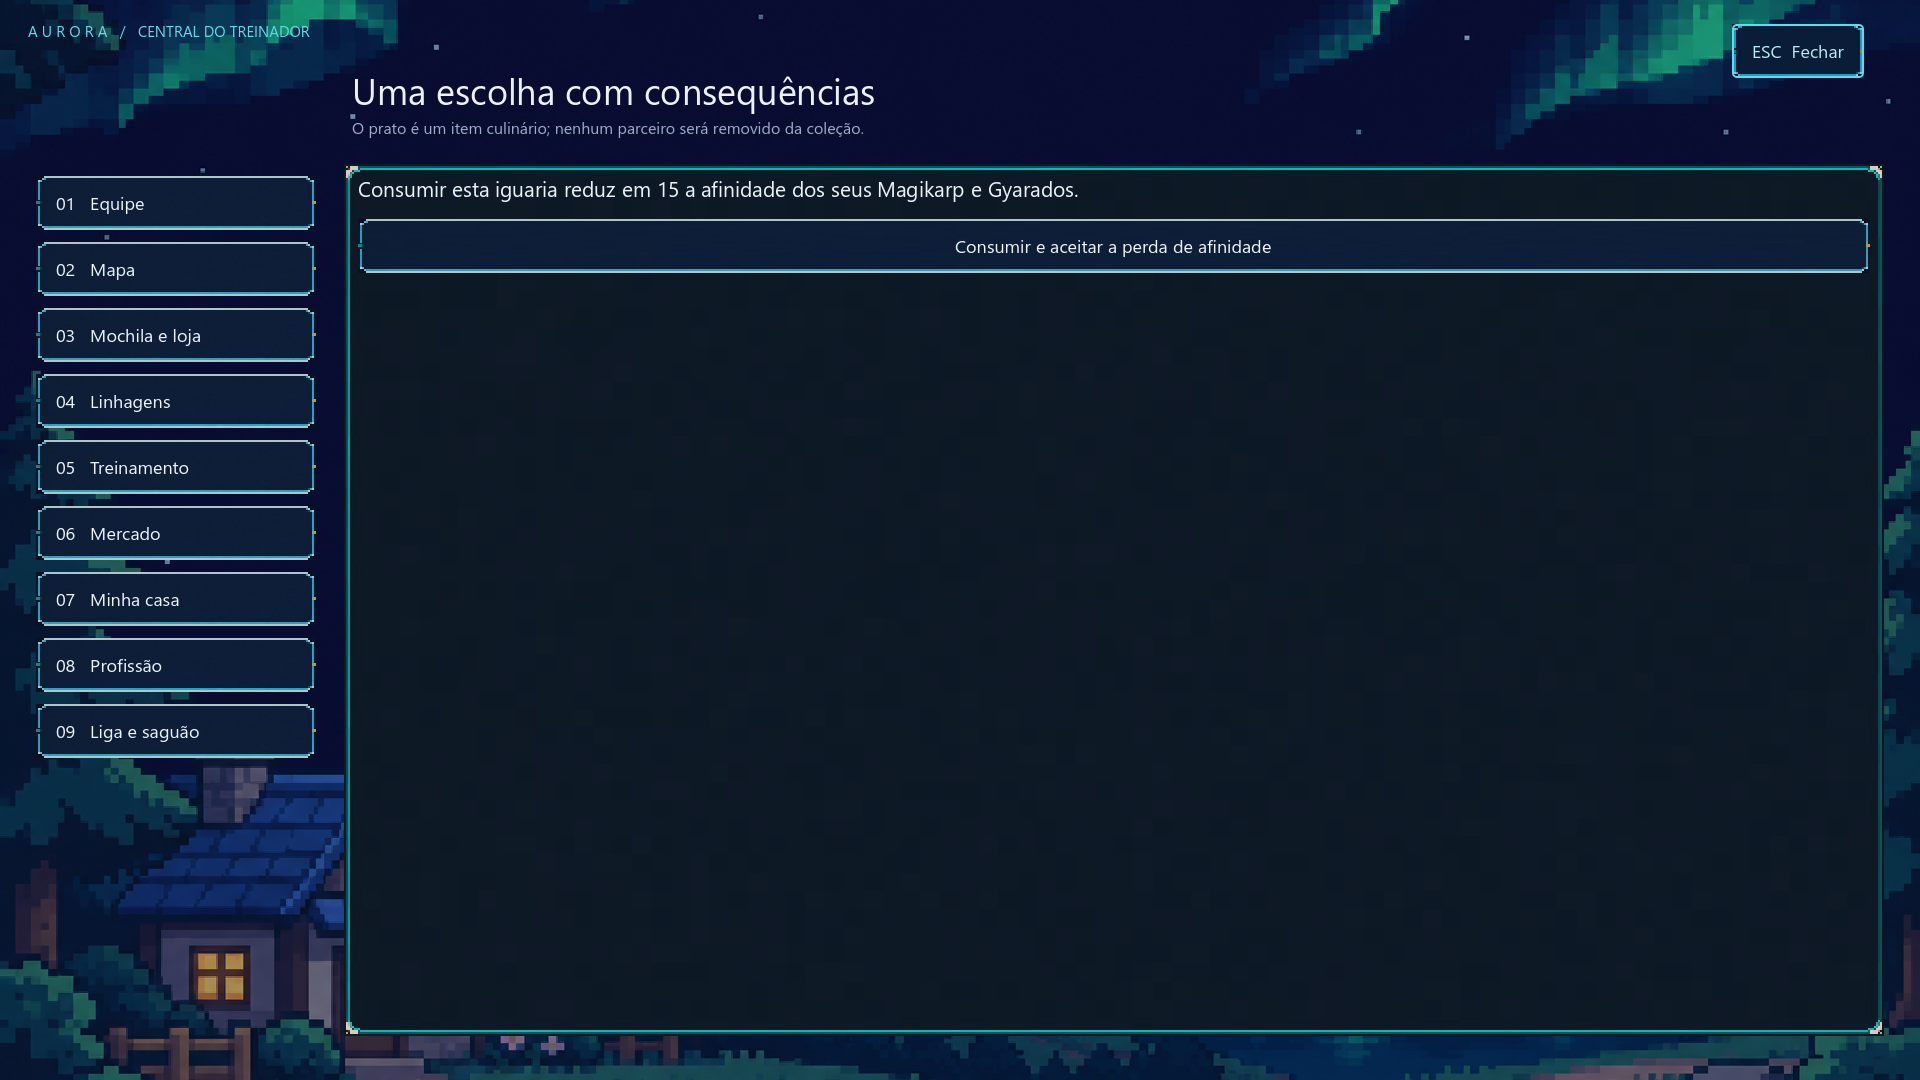 AURORA / CENTRAL DO TREINADOR
ESC Fechar
Uma escolha com consequências
O prato é um item culinário; nenhum parceiro será removido da coleção.
01 Equipe
02 Mapa
03 Mochila e loja
04 Linhagens
05 Treinamento
06 Mercado
07 Minha casa
08 Profissão
09 Liga e saguão
Consumir esta iguaria reduz em 15 a afinidade dos seus Magikarp e Gyarados.
Consumir e aceitar a perda de afinidade